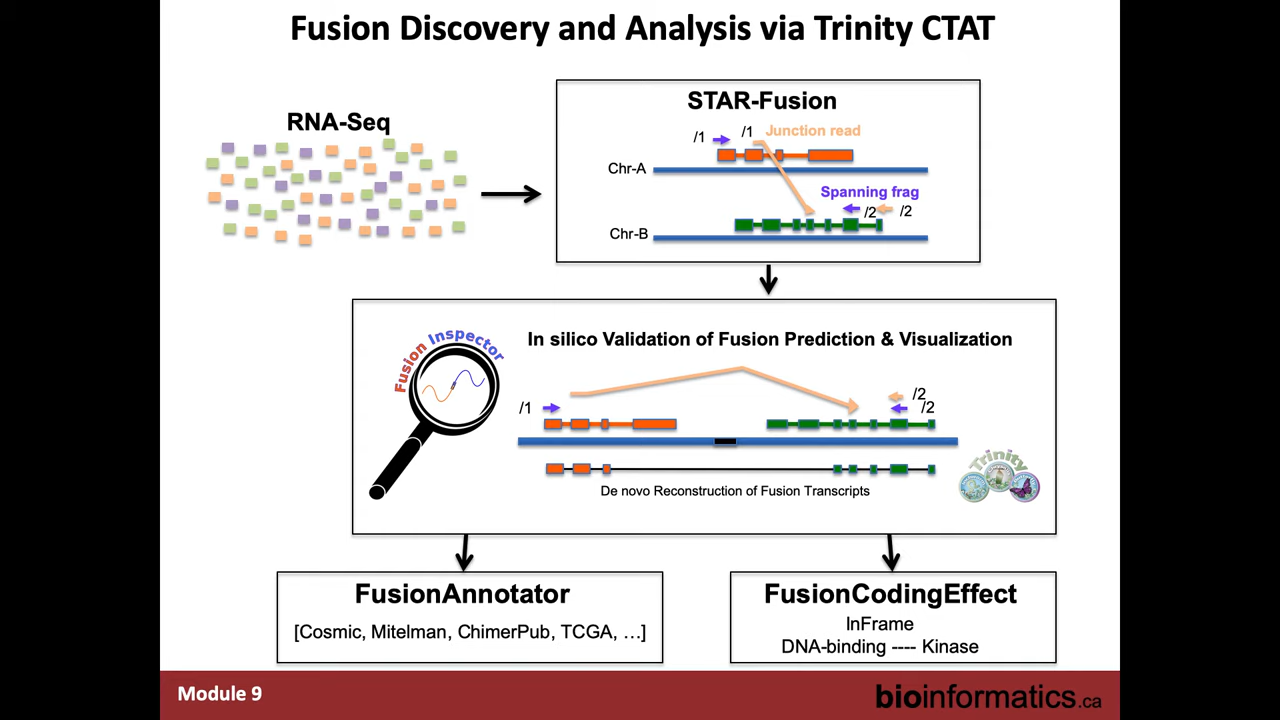 Fusion Discovery and Analysis via Trinity CTAT
RNA-Seq
STAR-Fusion
/1
/1
Junction read
Chr-A
Spanning frag
/2
/2
Chr-B
Fusion Inspector
In silico Validation of Fusion Prediction & Visualization
/1
/2
/2
Trinity
De novo Reconstruction of Fusion Transcripts
FusionAnnotator
[Cosmic, Mitelman, ChimerPub, TCGA, …]
FusionCodingEffect
InFrame
DNA-binding ---- Kinase
Module 9
bioinformatics.ca